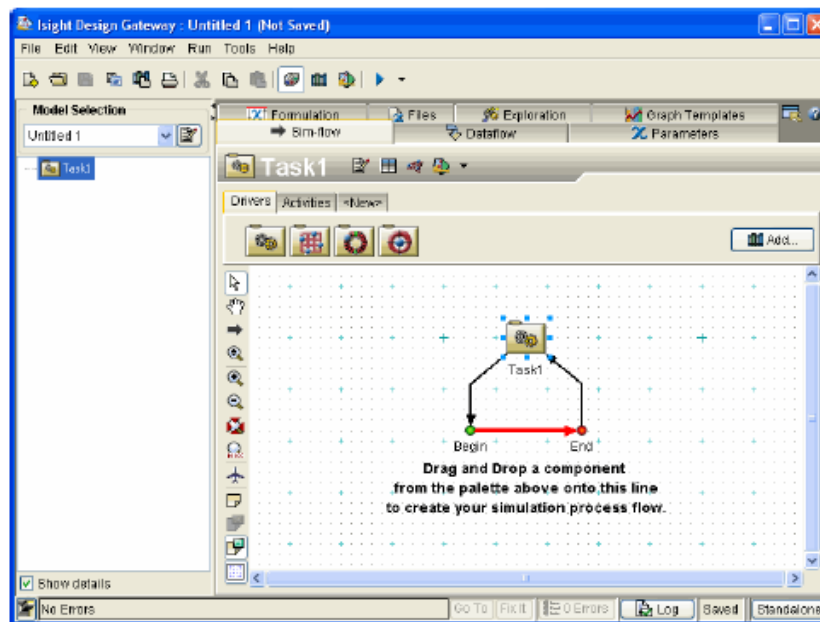 Isight Design Gateway : Untitled 1 (Not Saved)
File Edit View Window Run Tools Help
Model Selection
Untitled 1
Task1
Show details
Formulation Files Exploration Graph Templates
Sim-flow Dataflow Parameters
Task1
Drivers Activities <New>
Add...
Task1
Begin End
Drag and Drop a component
from the palette above onto this line
to create your simulation process flow.
No Errors Go To Fix It 0 Errors Log Saved Standalone